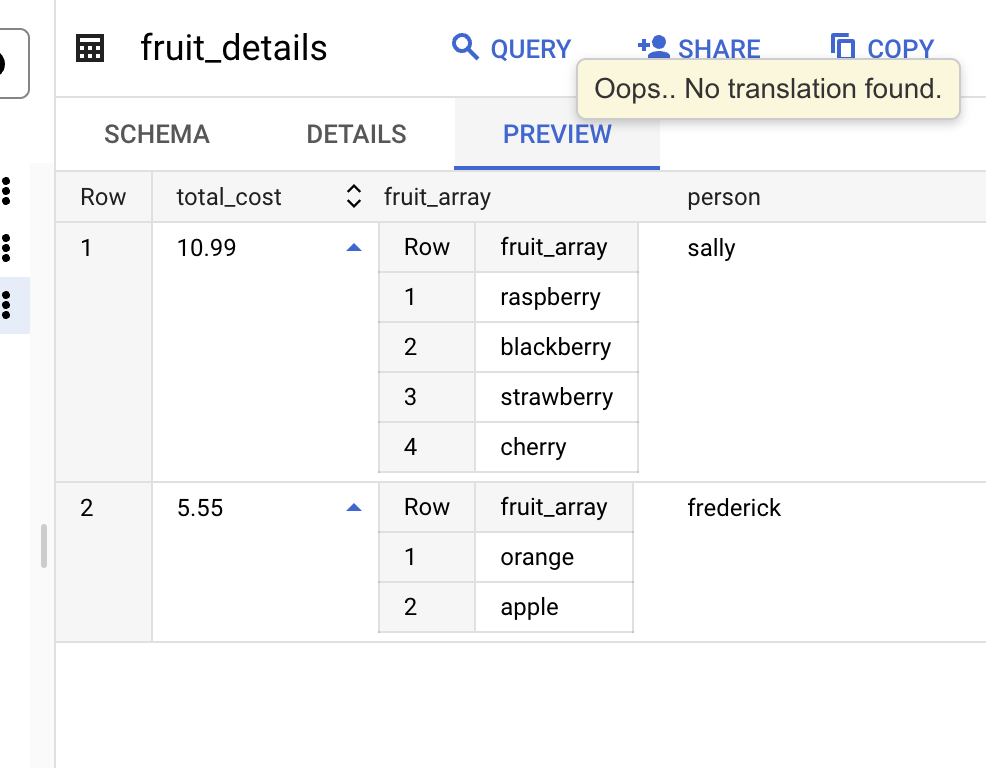 fruit_details QUERY SHARE COPY
Oops.. No translation found.
SCHEMA DETAILS PREVIEW
Row total_cost fruit_array person
1 10.99 Row fruit_array sally
1 raspberry
2 blackberry
3 strawberry
4 cherry
2 5.55 Row fruit_array frederick
1 orange
2 apple